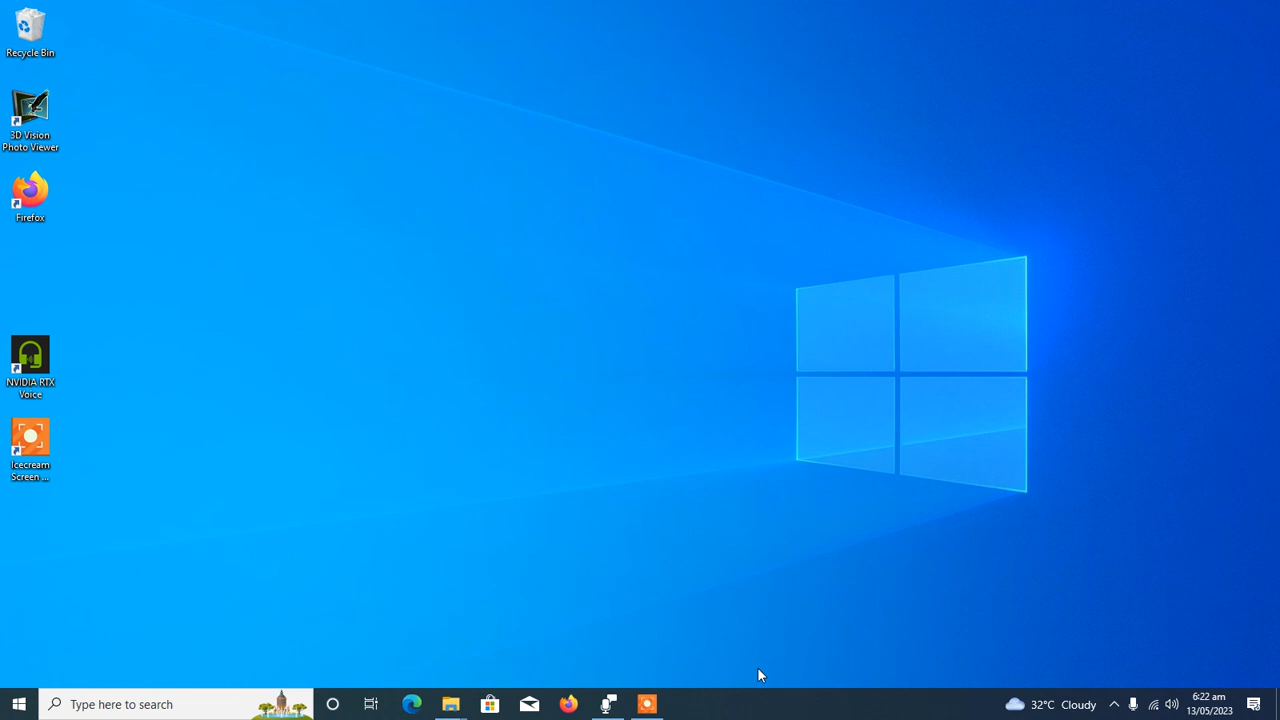 Recycle Bin
3D Vision
Photo Viewer
Firefox
NVIDIA RTX
Voice
Icecream
Screen ...
Type here to search
32°C Cloudy
6:22 am
13/05/2023